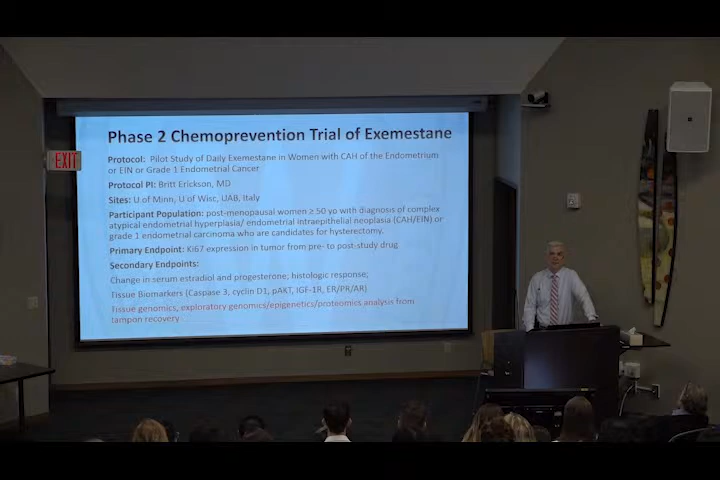 Phase 2 Chemoprevention Trial of Exemestane
Protocol: Pilot Study of Daily Exemestane in Women with CAH of the Endometrium
or EIN or Grade 1 Endometrial Cancer
Protocol PI: Britt Erickson, MD
Sites: U of Minn, U of Wisc, UAB, Italy
Participant Population: post-menopausal women ≥ 50 yo with diagnosis of complex
atypical endometrial hyperplasia/ endometrial intraepithelial neoplasia (CAH/EIN) or
grade 1 endometrial carcinoma who are candidates for hysterectomy.
Primary Endpoint: Ki67 expression in tumor from pre- to post-study drug
Secondary Endpoints:
Change in serum estradiol and progesterone; histologic response;
Tissue Biomarkers (Caspase 3, cyclin D1, pAKT, IGF-1R, ER/PR/AR)
Tissue genomics, exploratory genomics/epigenetics/proteomics analysis from
tampon recovery
EXIT